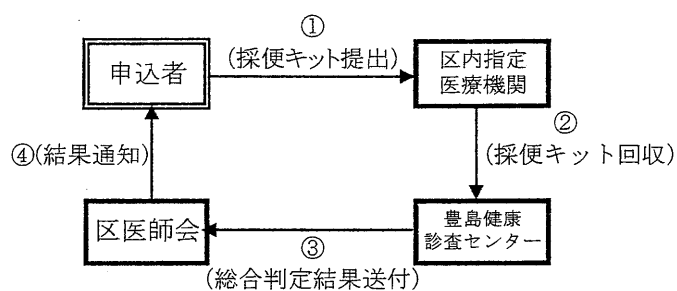 ①
(採便キット提出)
申込者
区内指定
医療機関
②
(採便キット回収)
④(結果通知)
区医師会
豊島健康
診査センター
③
(総合判定結果送付)